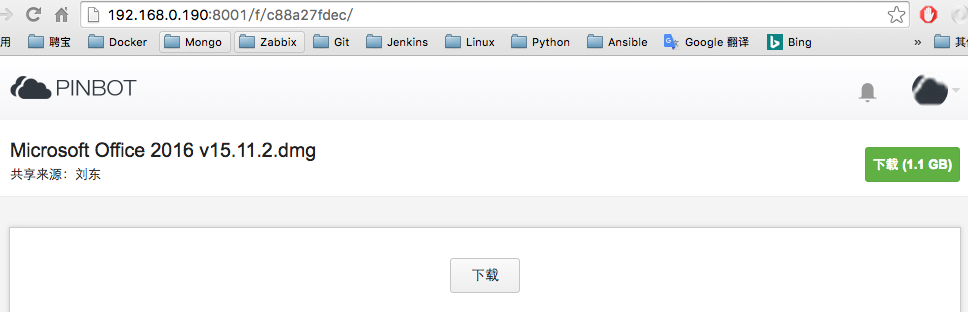 192.168.0.190:8001/f/c88a27fdec/
用 聘宝 Docker Mongo Zabbix Git Jenkins Linux Python Ansible Google 翻译 Bing » 其
PINBOT
Microsoft Office 2016 v15.11.2.dmg
共享来源：刘东
下载 (1.1 GB)
下载